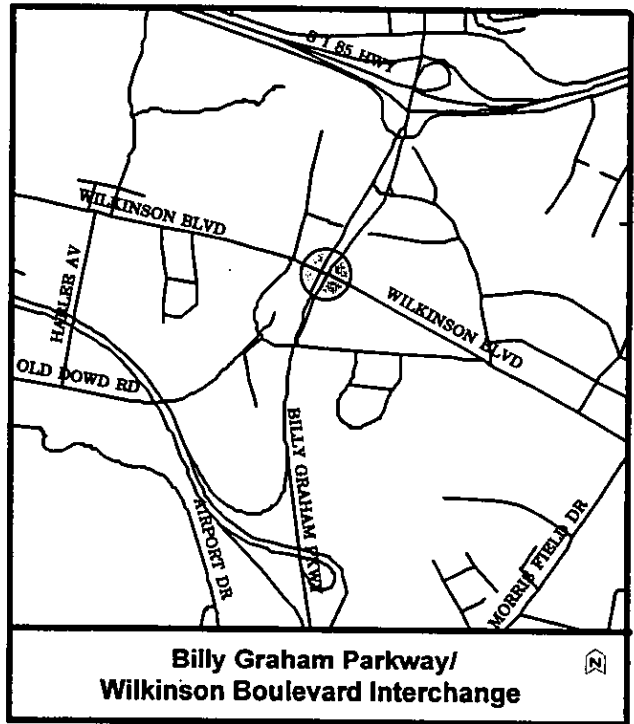 S I 85 HWY
WILKINSON BLVD
HARLEE AV
WILKINSON BLVD
OLD DOWD RD
BILLY GRAHAM PKWY
AIRPORT DR
MORRIS FIELD DR
Billy Graham Parkway/
Wilkinson Boulevard Interchange
N